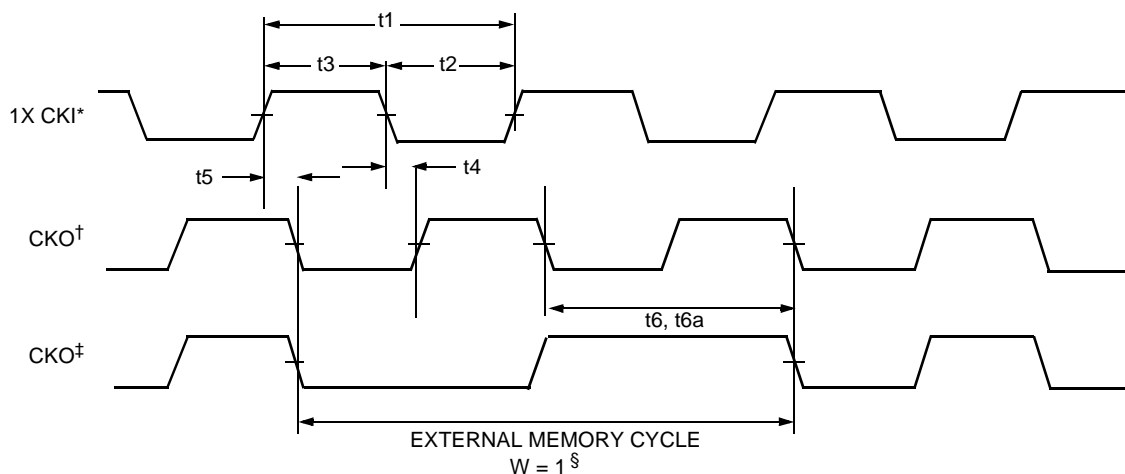 t1
t3
t2
1X CKI*
t5
t4
CKO†
t6, t6a
CKO‡
EXTERNAL MEMORY CYCLE
W = 1 §